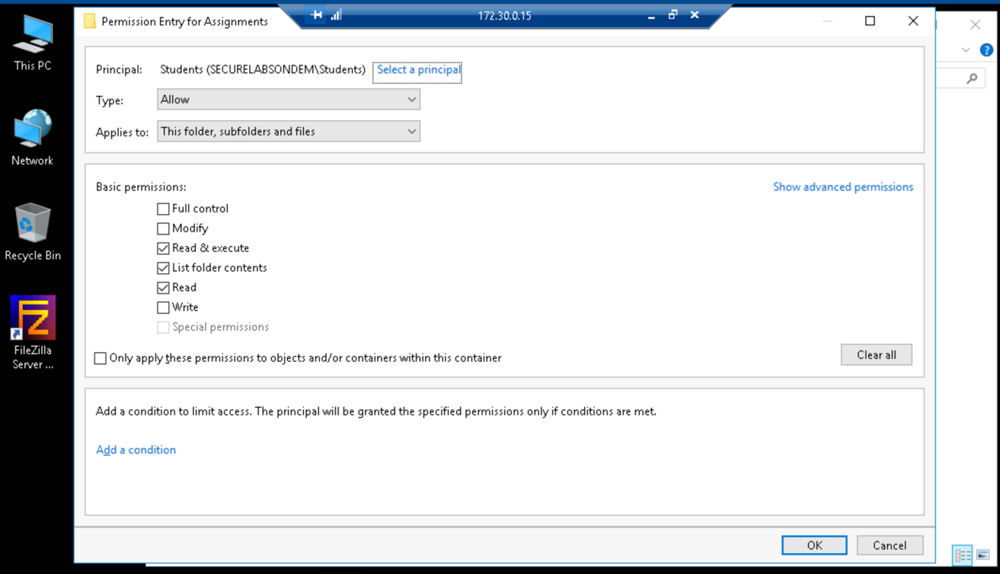 172.30.0.15
Permission Entry for Assignments
Principal: Students (SECURELABSONDEM\Students) Select a principal
Type: Allow
Applies to: This folder, subfolders and files
Basic permissions: Show advanced permissions
Full control
Modify
Read & execute
List folder contents
Read
Write
Special permissions
Only apply these permissions to objects and/or containers within this container
Clear all
Add a condition to limit access. The principal will be granted the specified permissions only if conditions are met.
Add a condition
OK Cancel
This PC
Network
Recycle Bin
FileZilla
Server ...